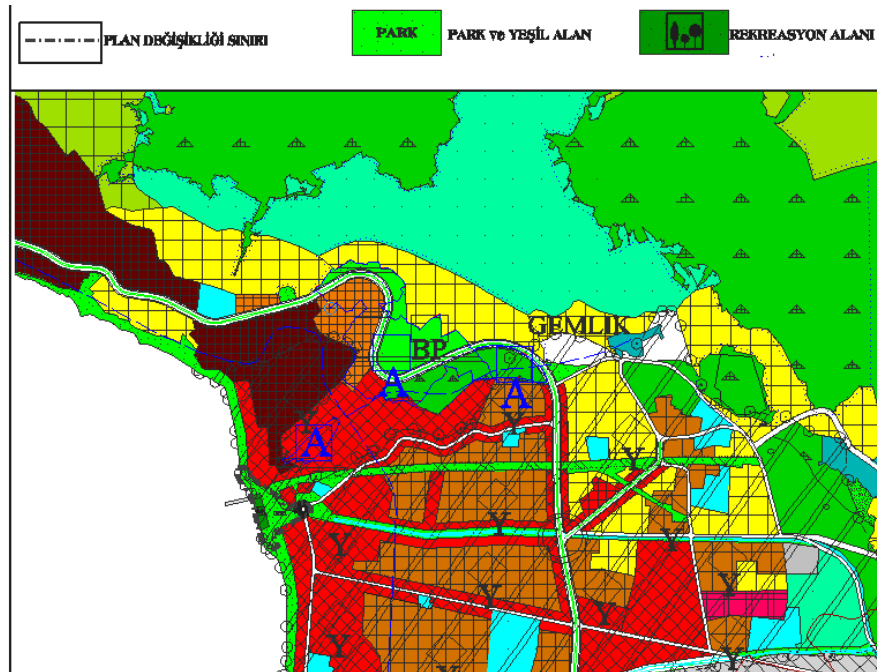 PLAN DEĞİŞİKLİĞİ SINIRI
PARK
PARK ve YEŞİL ALAN
REKREASYON ALANI
GEMLİK
BP
A
A
A
Y
Y
Y
Y
Y
Y
Y
Y
Y
Y
Y
Y
Y